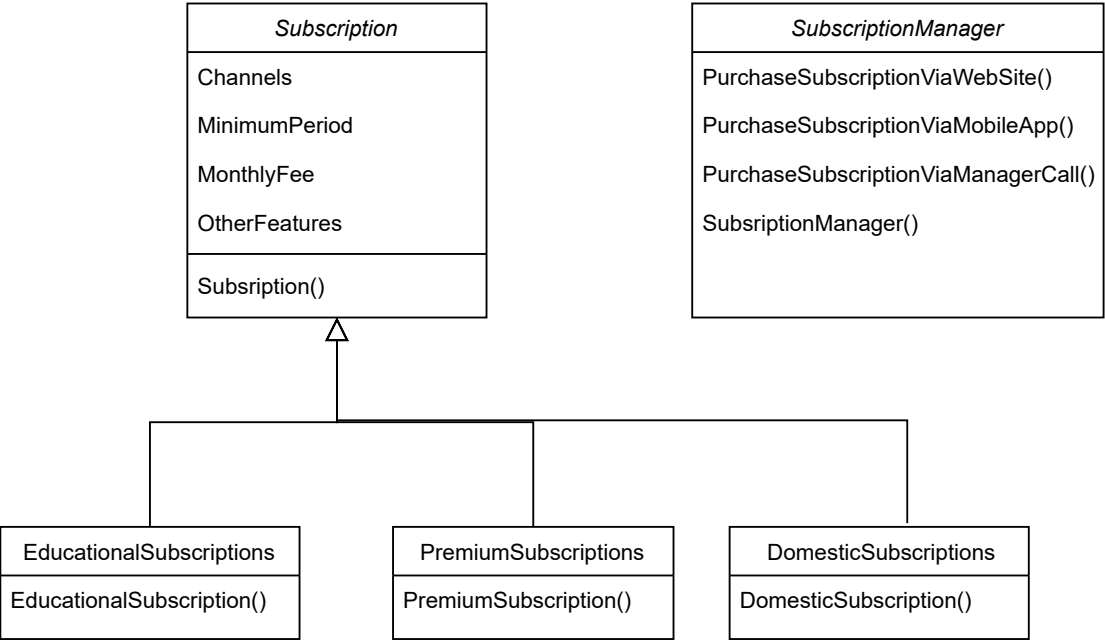 Subscription
Channels
MinimumPeriod
MonthlyFee
OtherFeatures
Subsription()
SubscriptionManager
PurchaseSubscriptionViaWebSite()
PurchaseSubscriptionViaMobileApp()
PurchaseSubscriptionViaManagerCall()
SubsriptionManager()
EducationalSubscriptions
EducationalSubscription()
PremiumSubscriptions
PremiumSubscription()
DomesticSubscriptions
DomesticSubscription()